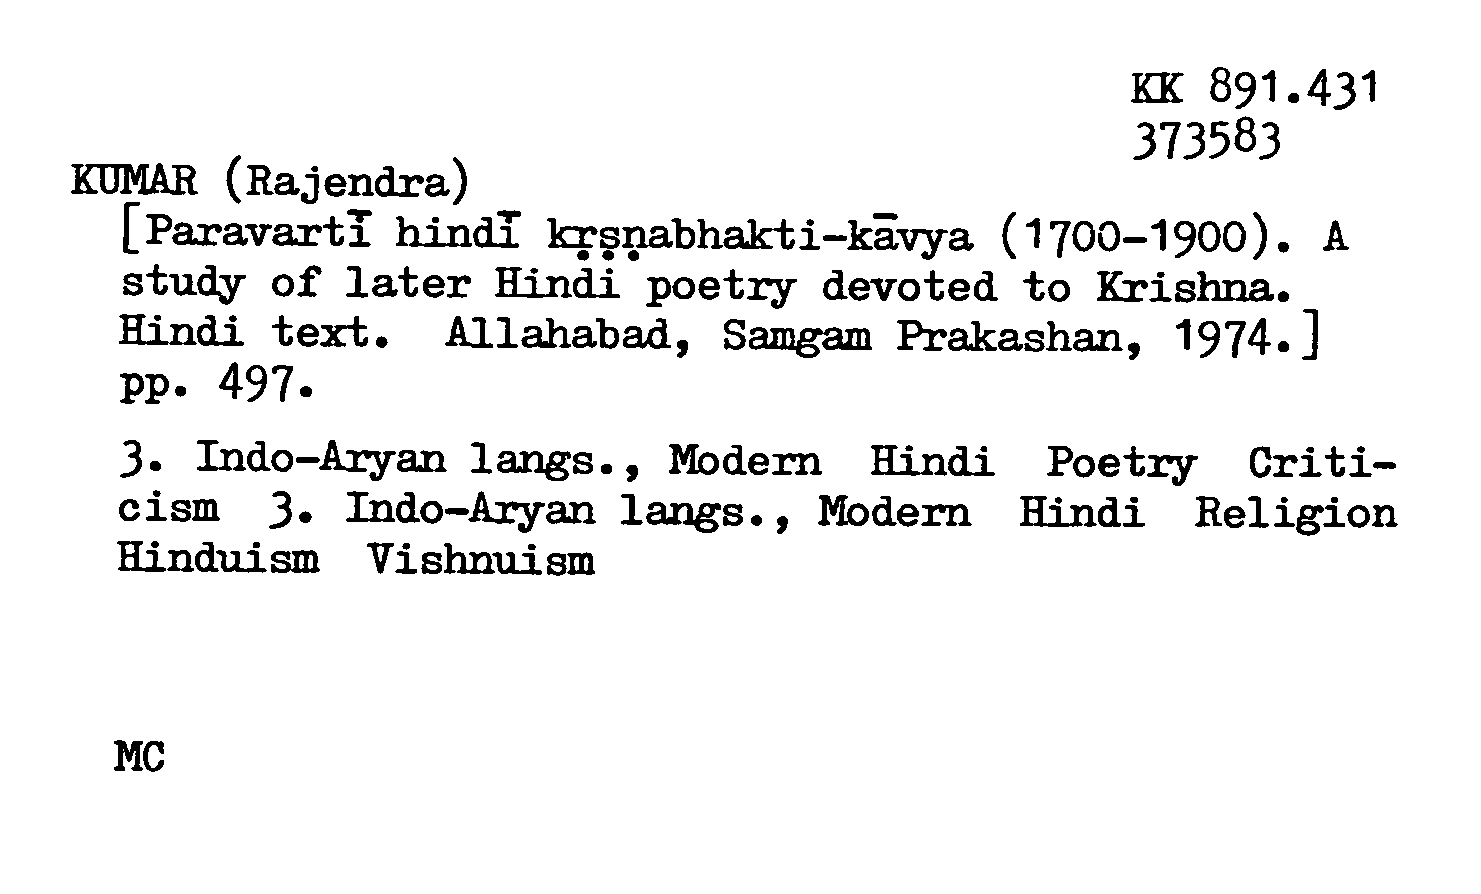 KK 891.431
373583
KUMAR (Rajendra)
[Paravartī hindī kṛṣṇabhakti-kāvya (1700-1900). A
study of later Hindi poetry devoted to Krishna.
Hindi text. Allahabad, Samgam Prakashan, 1974.]
pp. 497.
3. Indo-Aryan langs., Modern Hindi Poetry Criti-
cism 3. Indo-Aryan langs., Modern Hindi Religion
Hinduism Vishnuism
MC